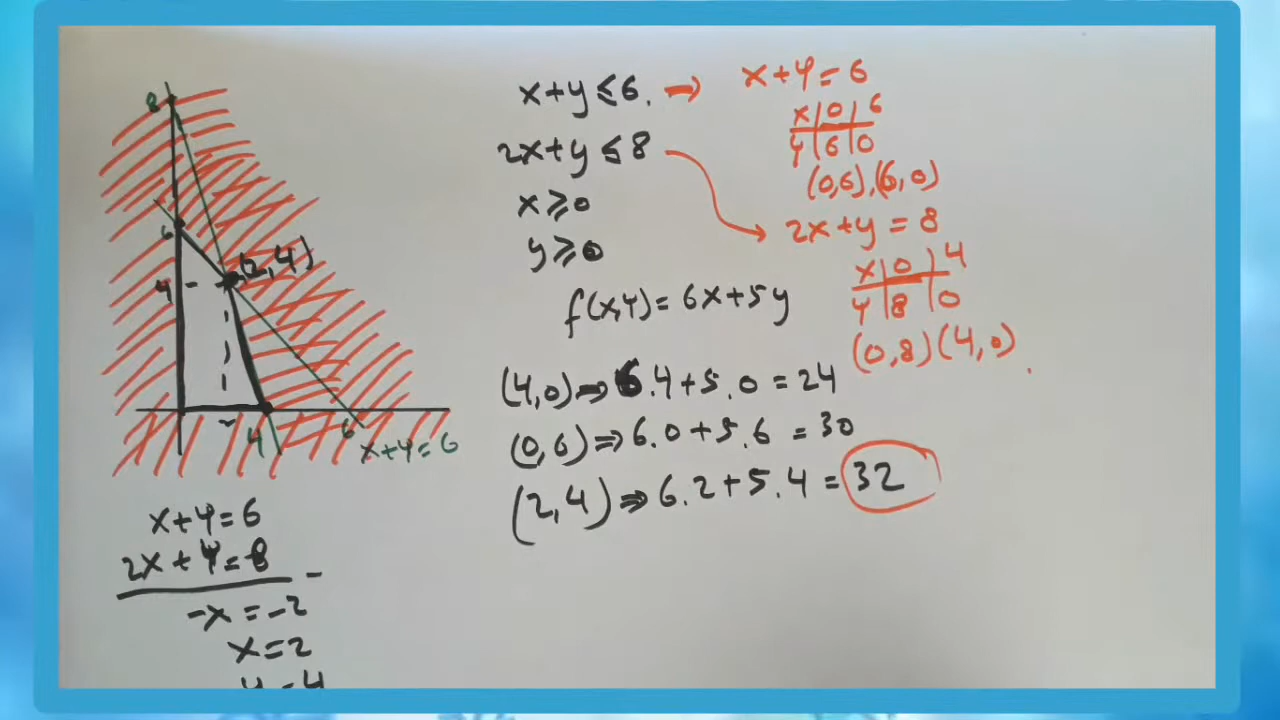 8
6
4
(2,4)
2
4
6
x+y=6
x+y=6
2x+y=8
-
-x=-2
x=2
y=4
x+y≤6.
2x+y≤8
x≥0
y≥0
f(x,y)=6x+5y
(4,0)⇒6.4+5.0=24
(0,6)⇒6.0+5.6=30
(2,4)⇒6.2+5.4=32
→ x+y=6
x|0|6
y|6|0
(0,6),(6,0)
→ 2x+y=8
x|0|4
y|8|0
(0,8)(4,0)